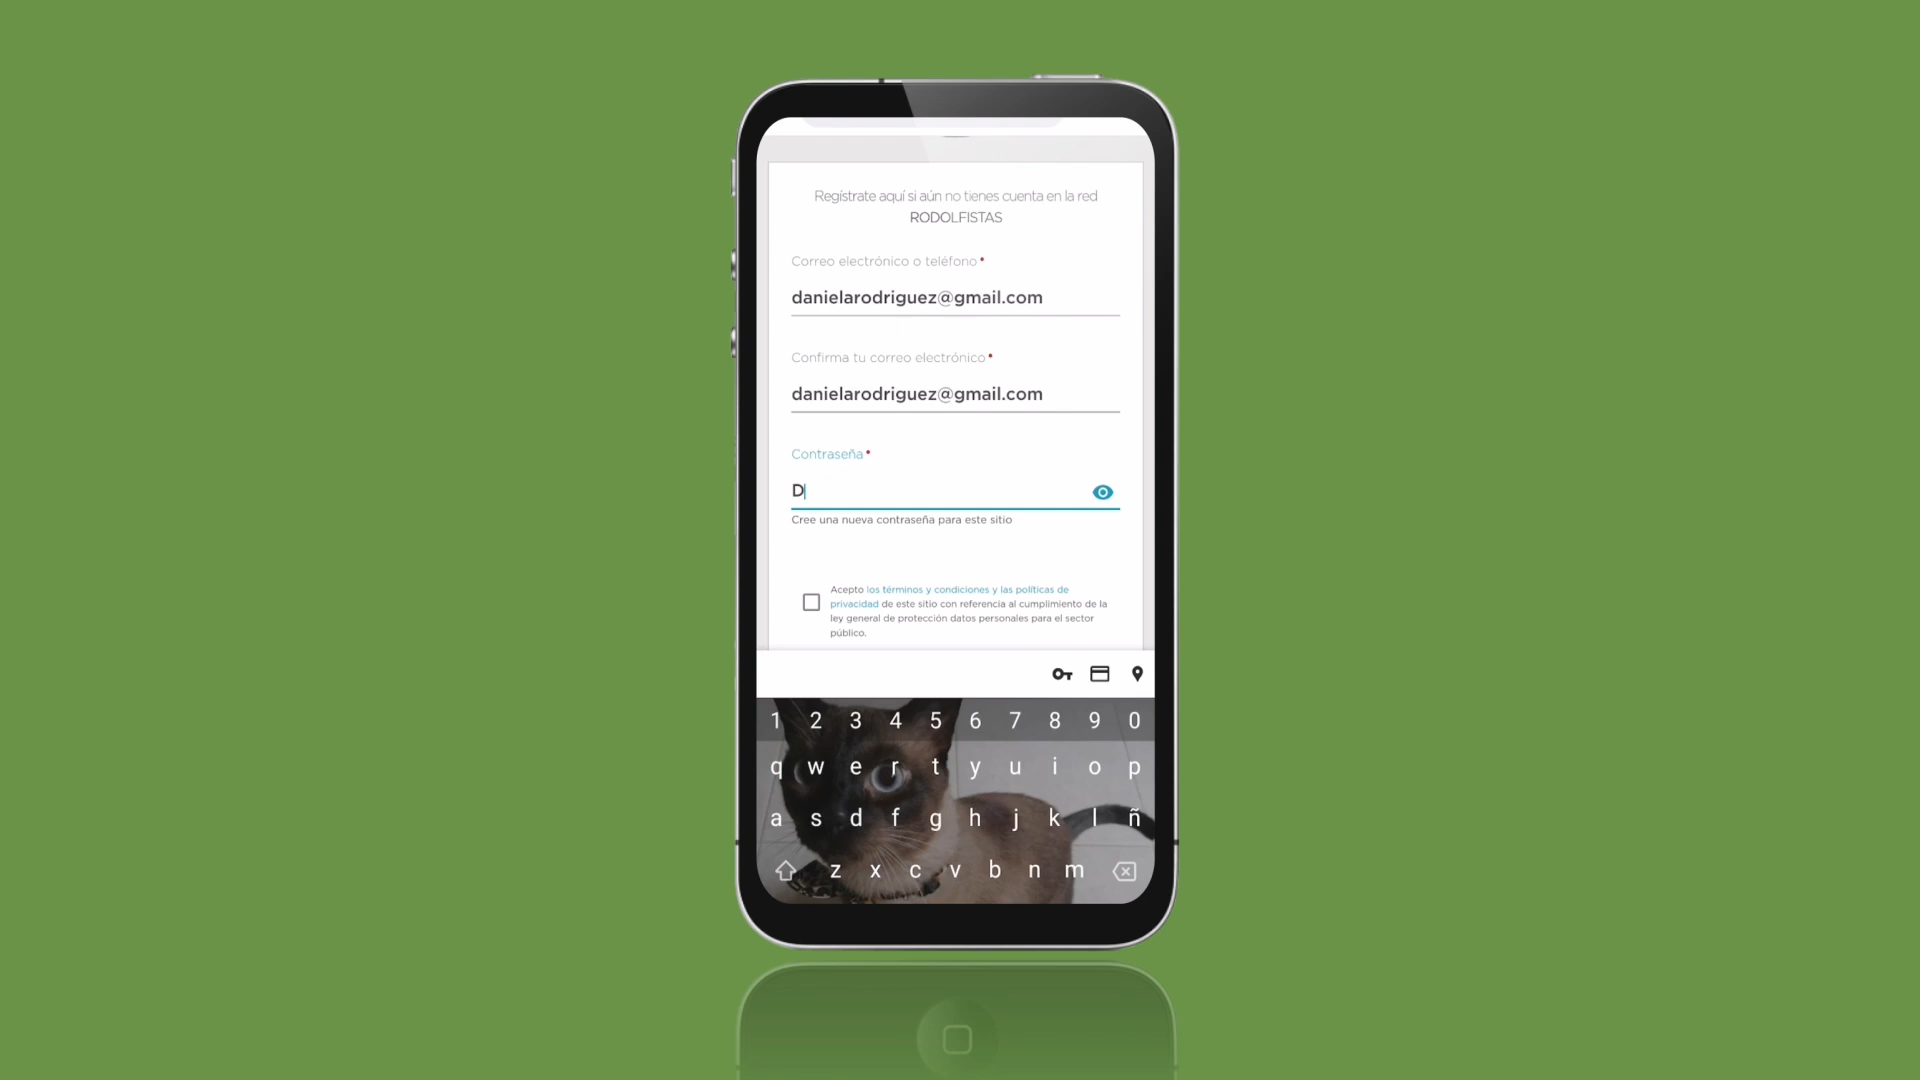 Regístrate aquí si aún no tienes cuenta en la red
RODOLFISTAS
Correo electrónico o teléfono *
danielarodriguez@gmail.com
Confirma tu correo electrónico *
danielarodriguez@gmail.com
Contraseña *
D
Cree una nueva contraseña para este sitio
Acepto los términos y condiciones y las políticas de
privacidad de este sitio con referencia al cumplimiento de la
ley general de protección datos personales para el sector
público.
1 2 3 4 5 6 7 8 9 0
q w e r t y u i o p
a s d f g h j k l ñ
z x c v b n m